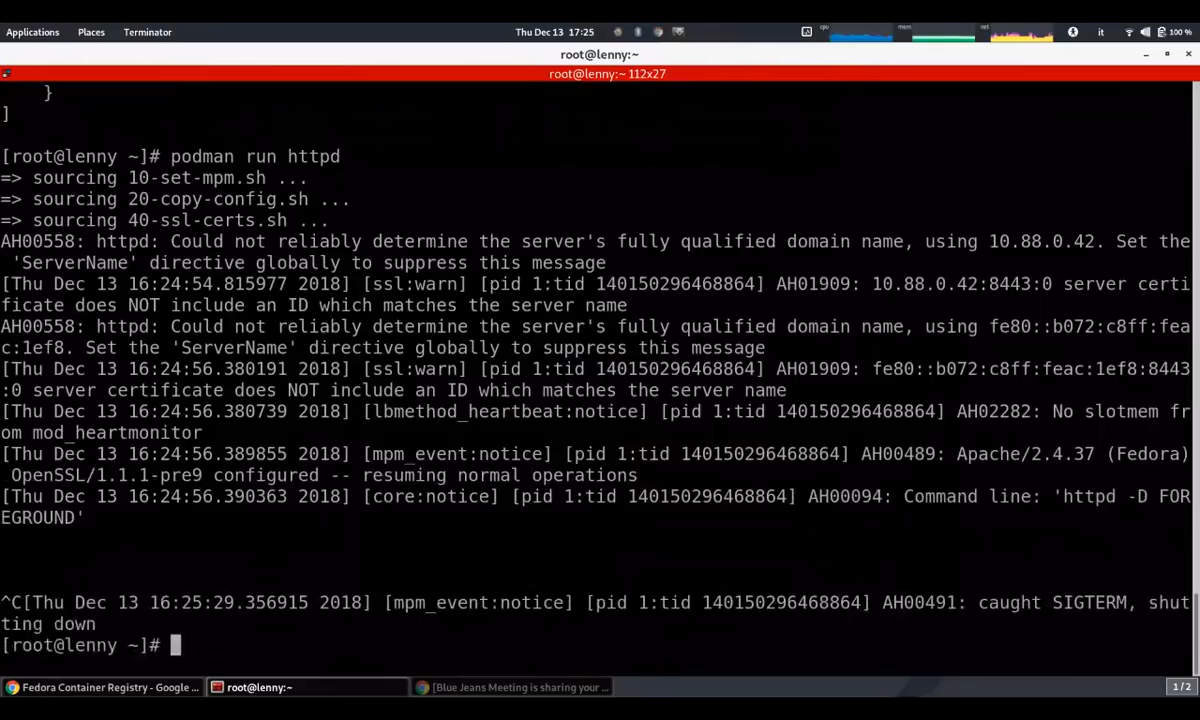 Applications Places Terminator Thu Dec 13 17:25 cpu mem net it 100 %
root@lenny:~
root@lenny:~ 112x27
    }
]
[root@lenny ~]# podman run httpd
=> sourcing 10-set-mpm.sh ...
=> sourcing 20-copy-config.sh ...
=> sourcing 40-ssl-certs.sh ...
AH00558: httpd: Could not reliably determine the server's fully qualified domain name, using 10.88.0.42. Set the
 'ServerName' directive globally to suppress this message
[Thu Dec 13 16:24:54.815977 2018] [ssl:warn] [pid 1:tid 140150296468864] AH01909: 10.88.0.42:8443:0 server certi
ficate does NOT include an ID which matches the server name
AH00558: httpd: Could not reliably determine the server's fully qualified domain name, using fe80::b072:c8ff:fea
c:1ef8. Set the 'ServerName' directive globally to suppress this message
[Thu Dec 13 16:24:56.380191 2018] [ssl:warn] [pid 1:tid 140150296468864] AH01909: fe80::b072:c8ff:feac:1ef8:8443
:0 server certificate does NOT include an ID which matches the server name
[Thu Dec 13 16:24:56.380739 2018] [lbmethod_heartbeat:notice] [pid 1:tid 140150296468864] AH02282: No slotmem fr
om mod_heartmonitor
[Thu Dec 13 16:24:56.389855 2018] [mpm_event:notice] [pid 1:tid 140150296468864] AH00489: Apache/2.4.37 (Fedora)
 OpenSSL/1.1.1-pre9 configured -- resuming normal operations
[Thu Dec 13 16:24:56.390363 2018] [core:notice] [pid 1:tid 140150296468864] AH00094: Command line: 'httpd -D FOR
EGROUND'
^C[Thu Dec 13 16:25:29.356915 2018] [mpm_event:notice] [pid 1:tid 140150296468864] AH00491: caught SIGTERM, shut
ting down
[root@lenny ~]#
Fedora Container Registry - Google ... root@lenny:~ [Blue Jeans Meeting is sharing your ... 1/2